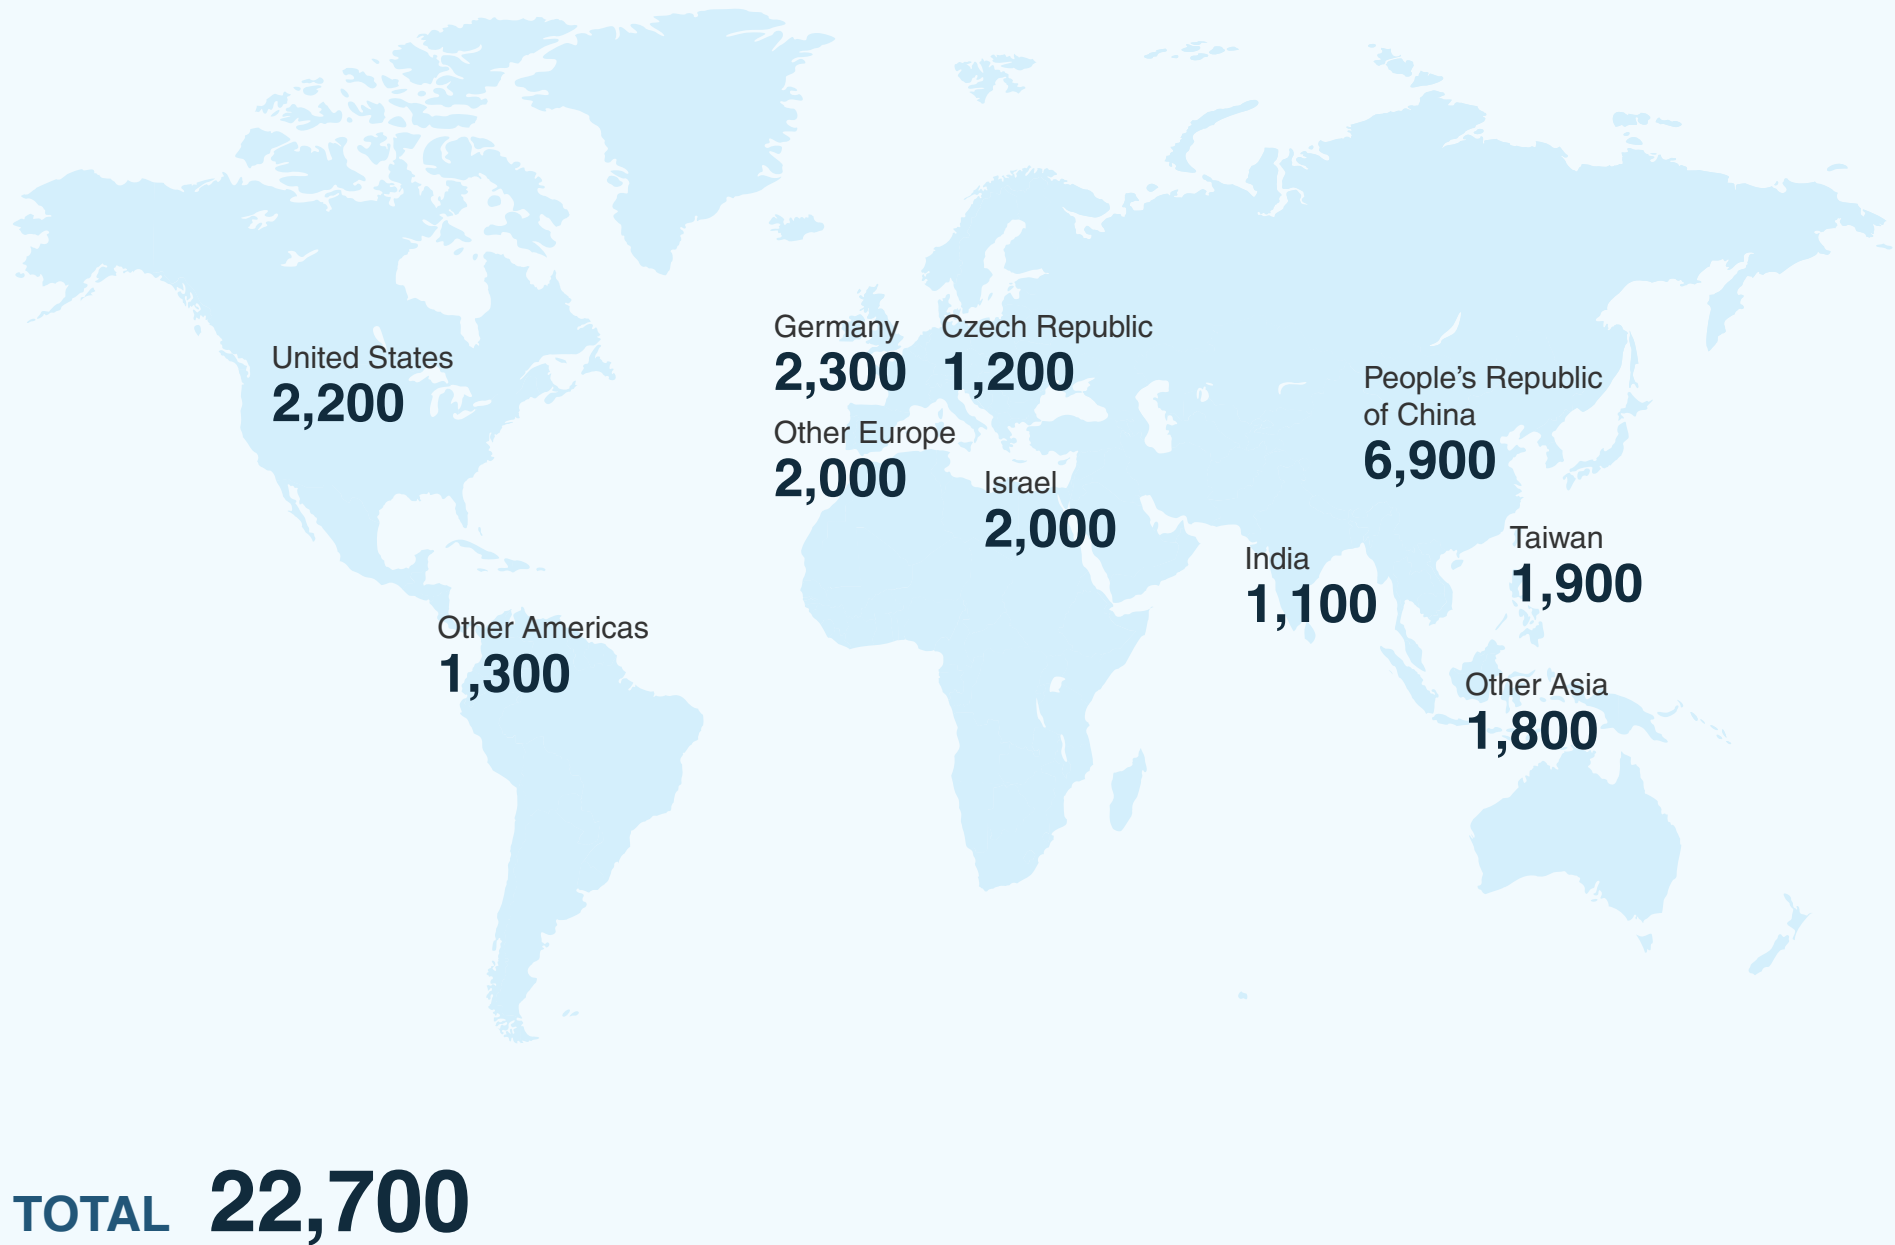 United States
2,200
Germany
2,300
Czech Republic
1,200
Other Europe
2,000
Israel
2,000
People’s Republic
of China
6,900
India
1,100
Taiwan
1,900
Other Americas
1,300
Other Asia
1,800
TOTAL 22,700